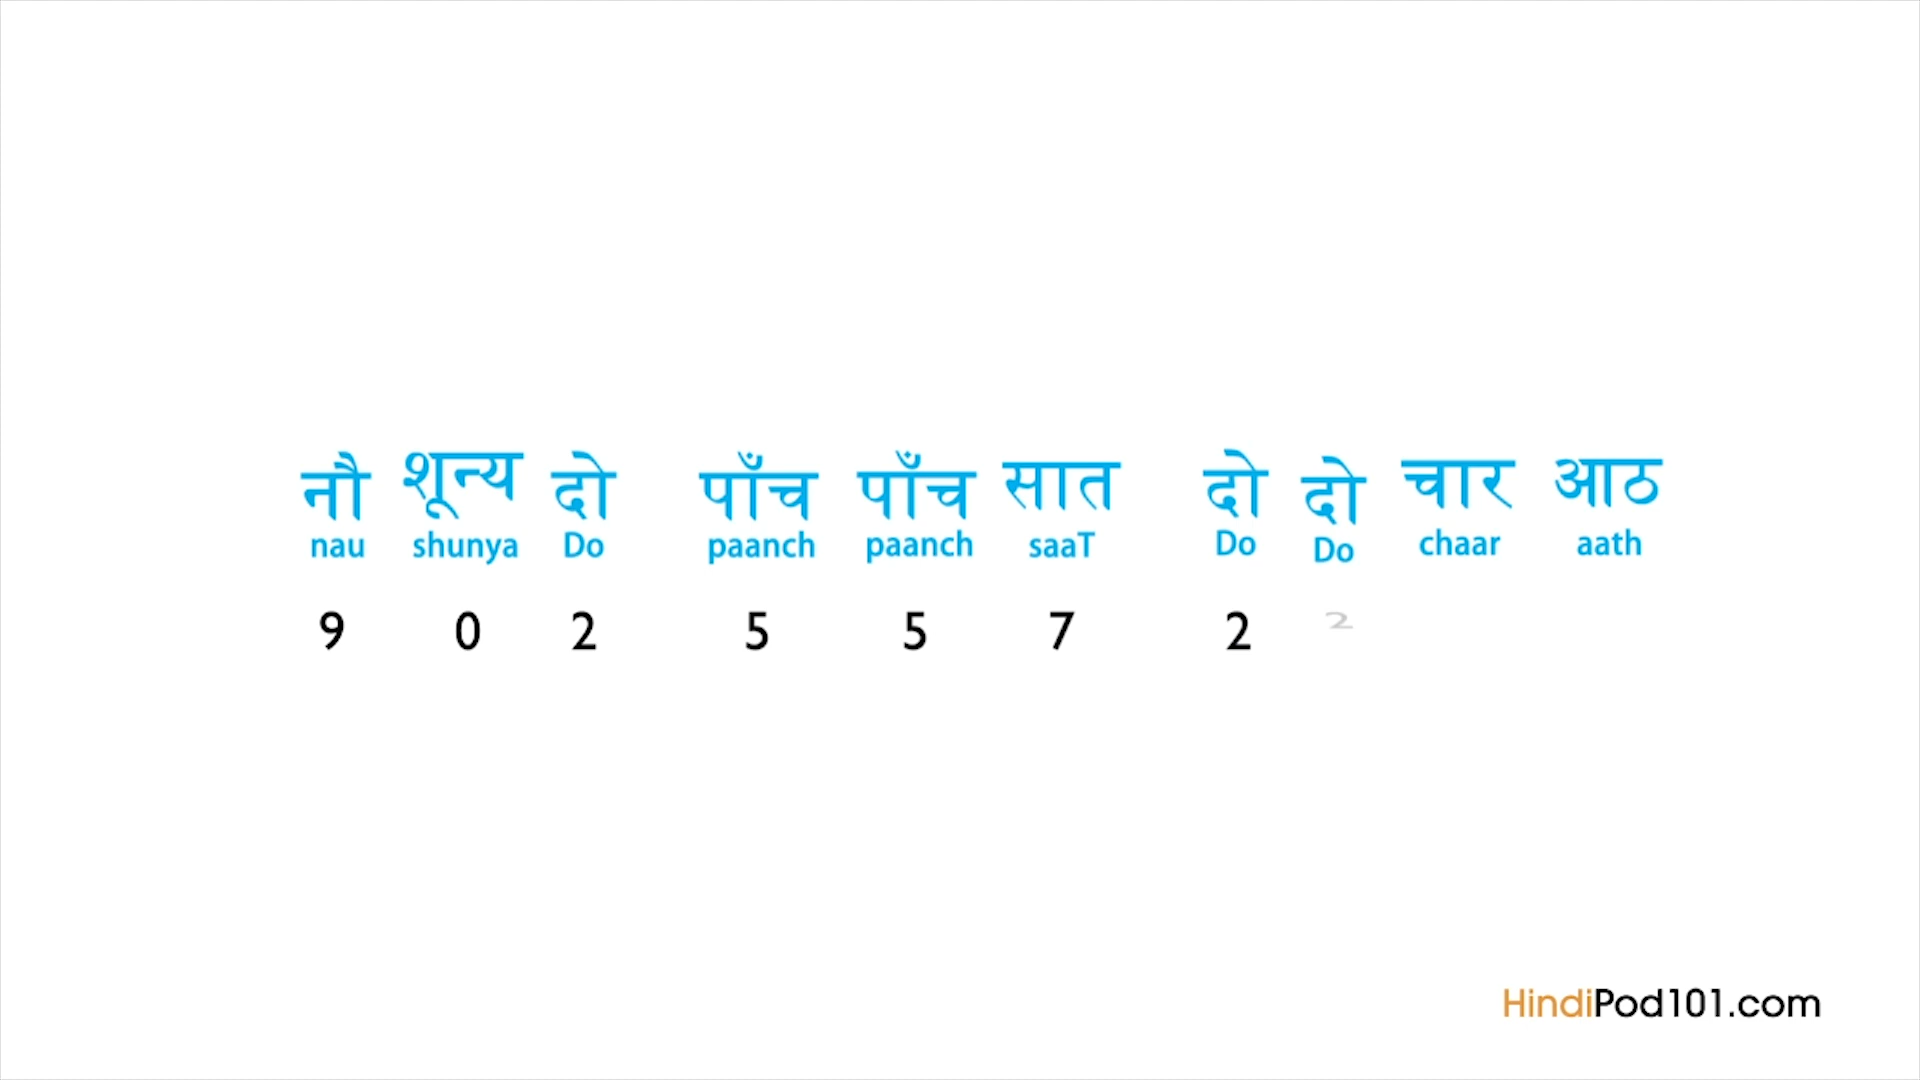 नौ शून्य दो पाँच पाँच सात दो दो चार आठ
nau shunya Do paanch paanch saaT Do Do chaar aath
9 0 2 5 5 7 2 2
HindiPod101.com